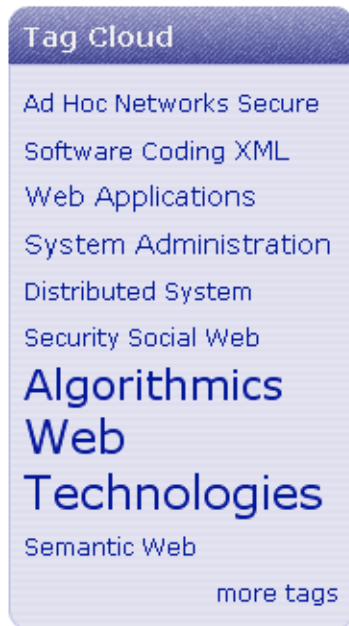 Tag Cloud
Ad Hoc Networks Secure
Software Coding XML
Web Applications
System Administration
Distributed System
Security Social Web
Algorithmics
Web
Technologies
Semantic Web
more tags